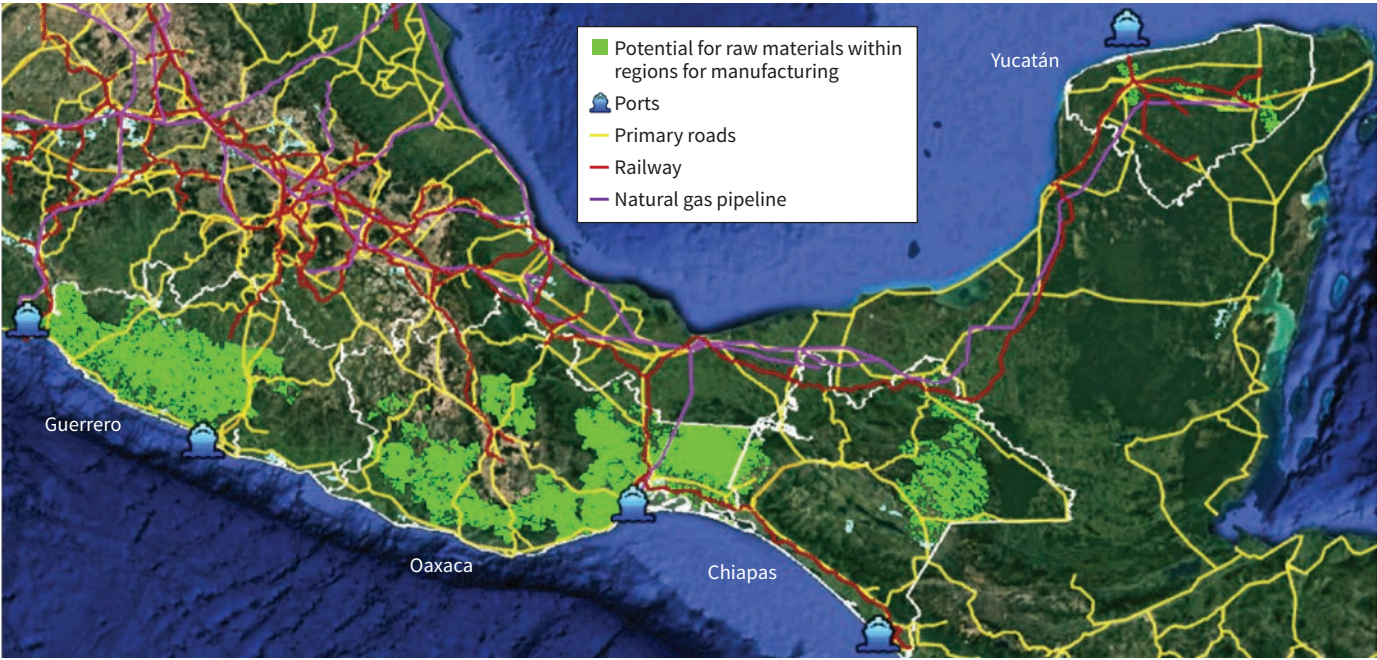 Potential for raw materials within
regions for manufacturing
Ports
Primary roads
Railway
Natural gas pipeline
Yucatán
Guerrero
Oaxaca
Chiapas